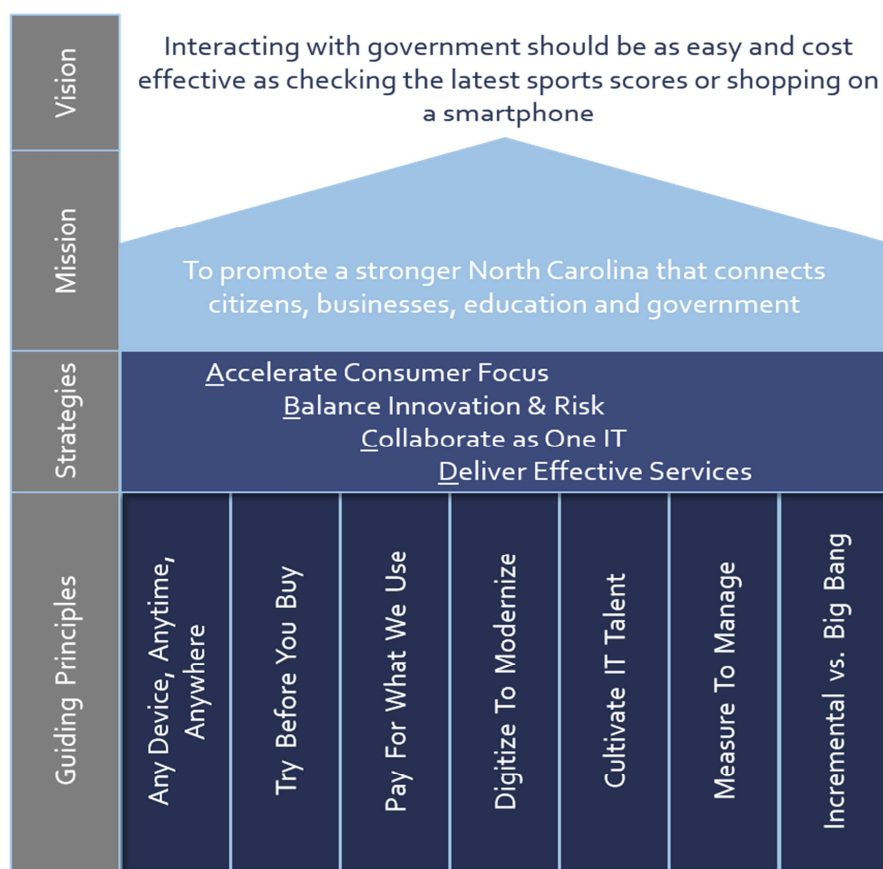 Vision
Interacting with government should be as easy and cost
effective as checking the latest sports scores or shopping on
a smartphone
Mission
To promote a stronger North Carolina that connects
citizens, businesses, education and government
Strategies
Accelerate Consumer Focus
Balance Innovation & Risk
Collaborate as One IT
Deliver Effective Services
Guiding Principles
Any Device, Anytime,
Anywhere
Try Before You Buy
Pay For What We Use
Digitize To Modernize
Cultivate IT Talent
Measure To Manage
Incremental vs. Big Bang